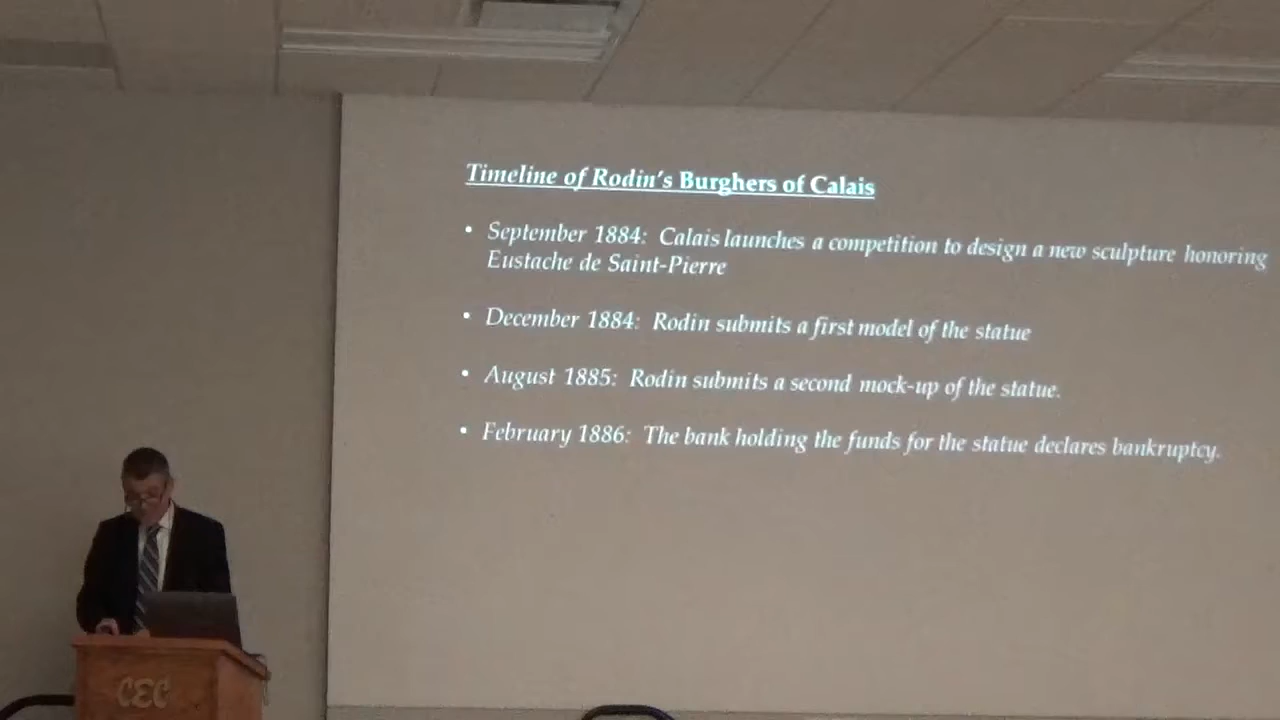 Timeline of Rodin's Burghers of Calais
• September 1884: Calais launches a competition to design a new sculpture honoring
Eustache de Saint-Pierre
• December 1884: Rodin submits a first model of the statue
• August 1885: Rodin submits a second mock-up of the statue.
• February 1886: The bank holding the funds for the statue declares bankruptcy.
CEC